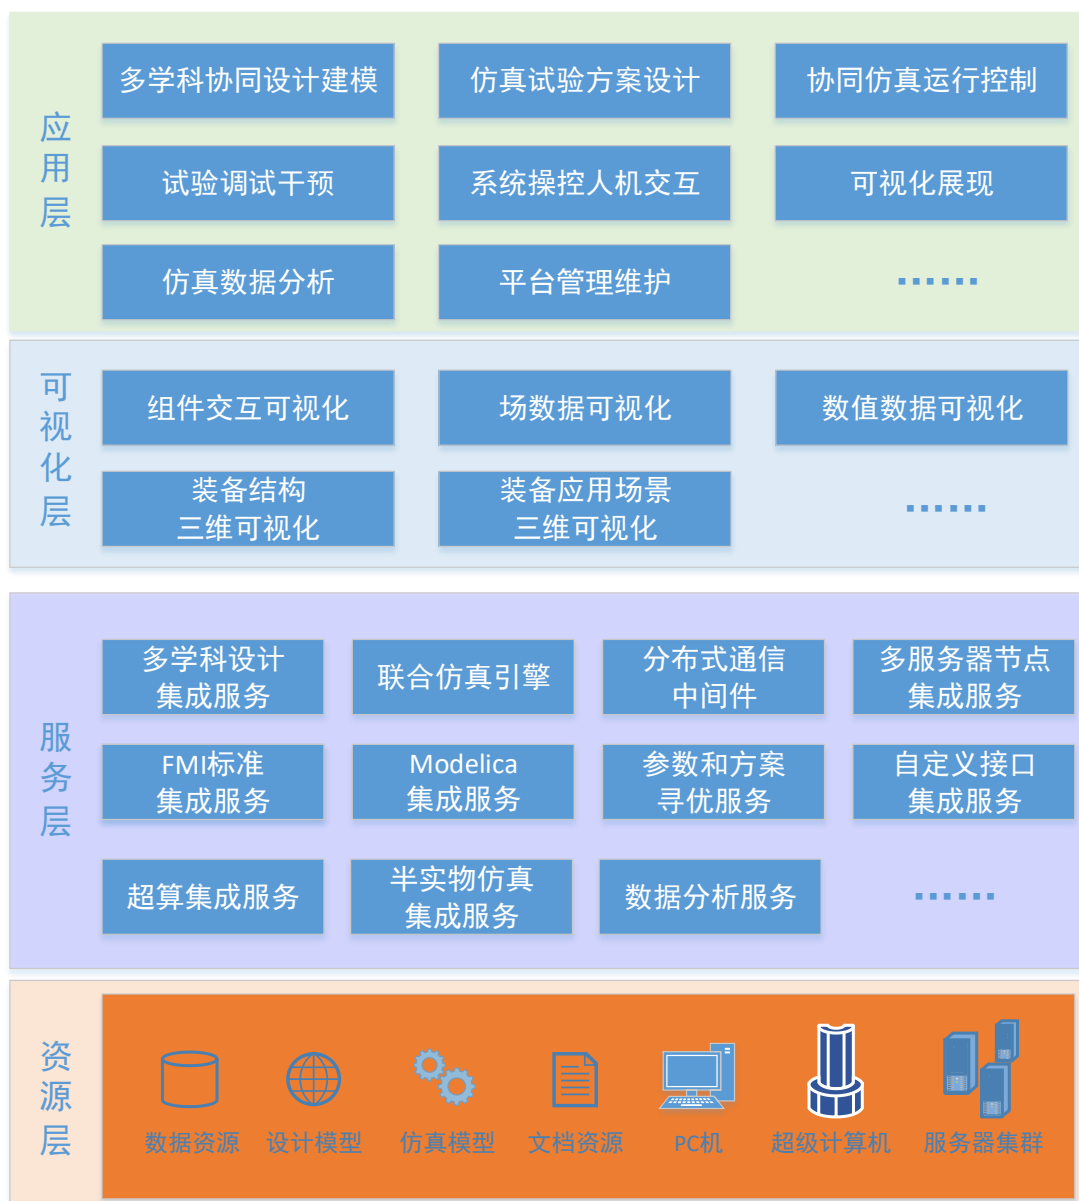 应用层
多学科协同设计建模
仿真试验方案设计
协同仿真运行控制
试验调试干预
系统操控人机交互
可视化展现
仿真数据分析
平台管理维护
……
可视化层
组件交互可视化
场数据可视化
数值数据可视化
装备结构
三维可视化
装备应用场景
三维可视化
……
服务层
多学科设计
集成服务
联合仿真引擎
分布式通信
中间件
多服务器节点
集成服务
FMI标准
集成服务
Modelica
集成服务
参数和方案
寻优服务
自定义接口
集成服务
超算集成服务
半实物仿真
集成服务
数据分析服务
……
资源层
数据资源
设计模型
仿真模型
文档资源
PC机
超级计算机
服务器集群